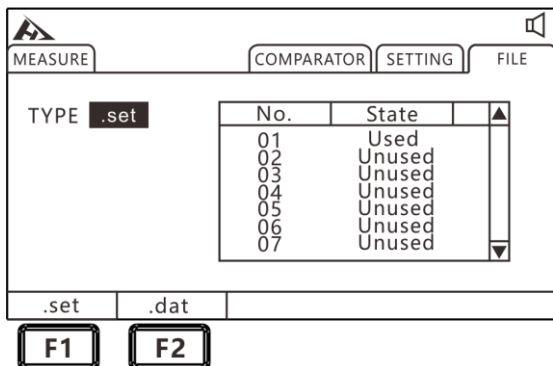 MEASURE COMPARATOR SETTING FILE
TYPE .set
No. State
01 Used
02 Unused
03 Unused
04 Unused
05 Unused
06 Unused
07 Unused
.set .dat
F1 F2